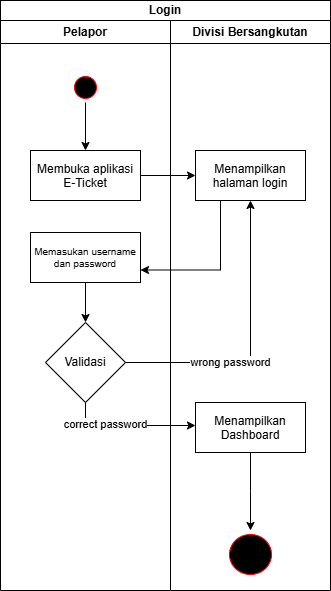 Login
Pelapor
Divisi Bersangkutan
Membuka aplikasi
E-Ticket
Menampilkan
halaman login
Memasukan username
dan password
Validasi
wrong password
correct password
Menampilkan
Dashboard